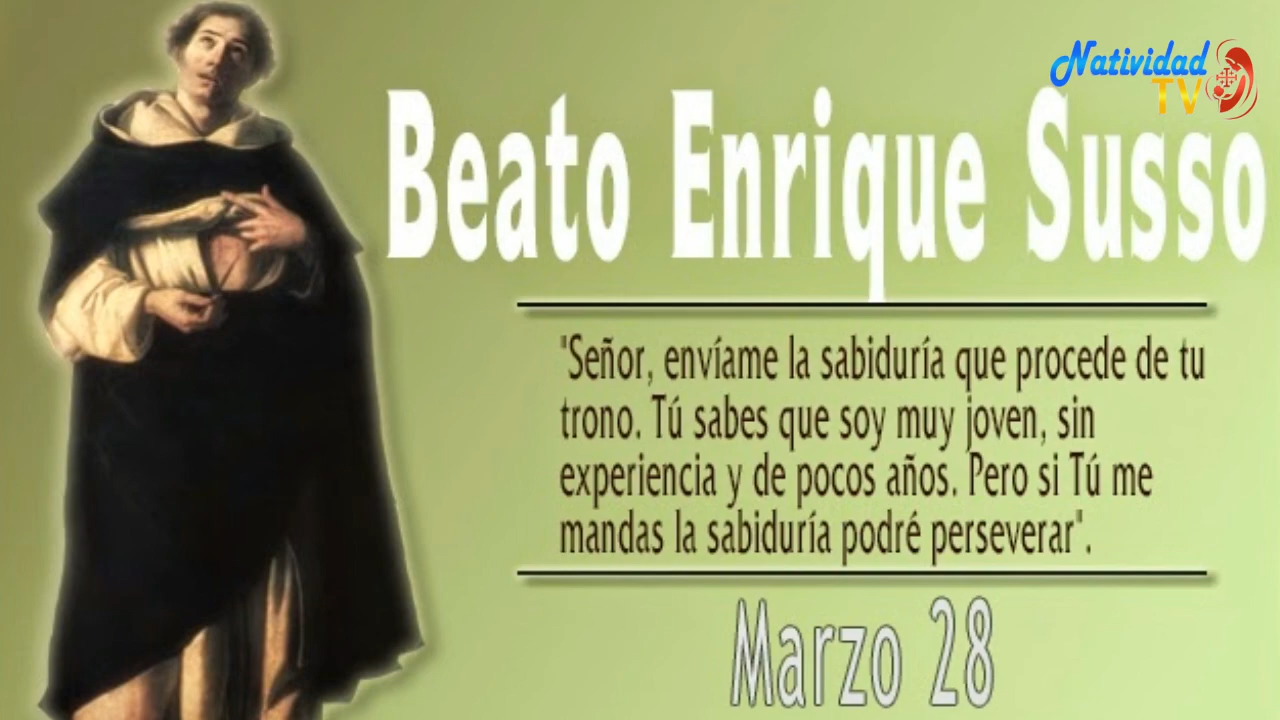 Natividad
TV
Beato Enrique Susso
"Señor, envíame la sabiduría que procede de tu
trono. Tú sabes que soy muy joven, sin
experiencia y de pocos años. Pero si Tú me
mandas la sabiduría podré perseverar".
Marzo 28